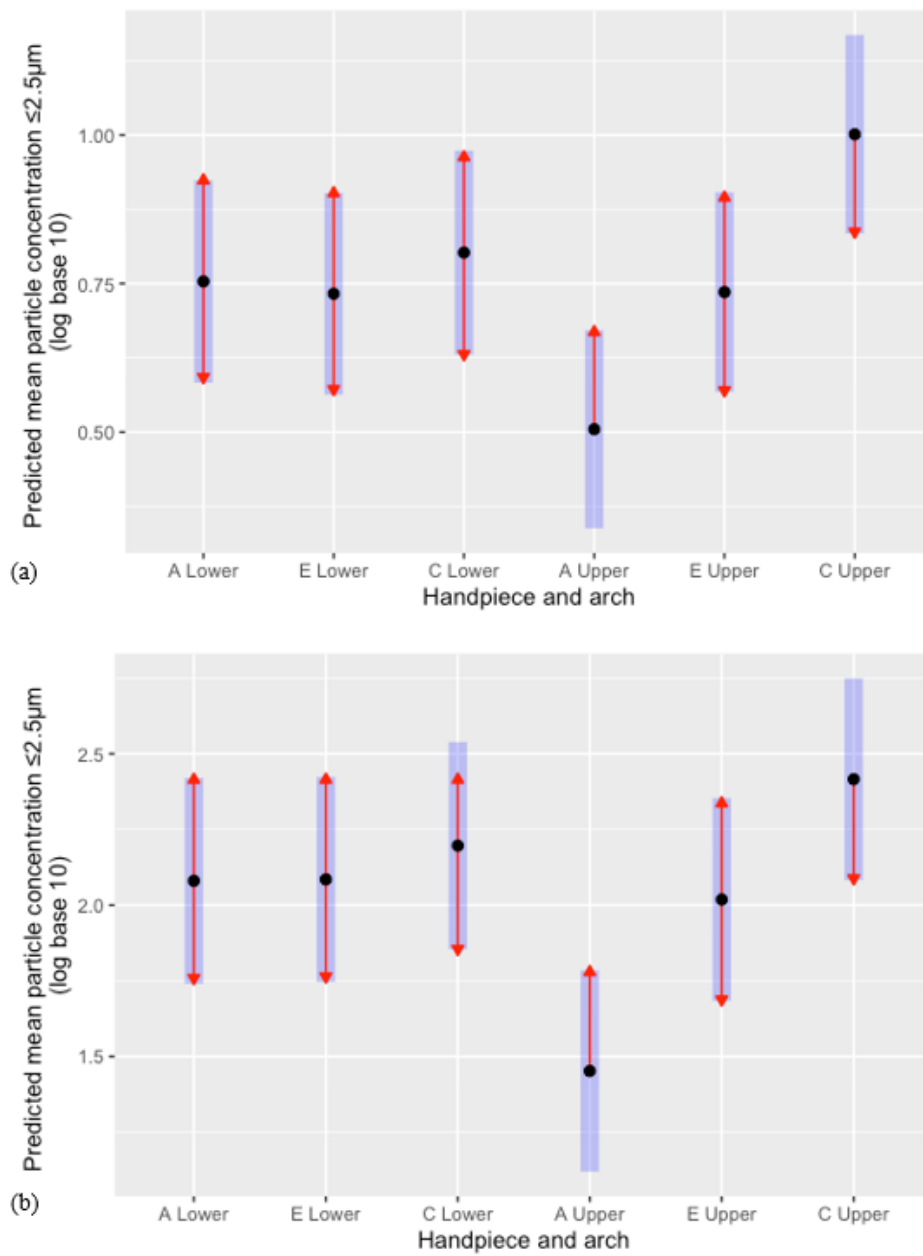 Predicted mean particle concentration ≤2.5µm
(log base 10)
1.00
0.75
0.50
A Lower E Lower C Lower A Upper E Upper C Upper
(a)
Handpiece and arch
Predicted mean particle concentration ≤2.5µm
(log base 10)
2.5
2.0
1.5
(b)
A Lower E Lower C Lower A Upper E Upper C Upper
Handpiece and arch